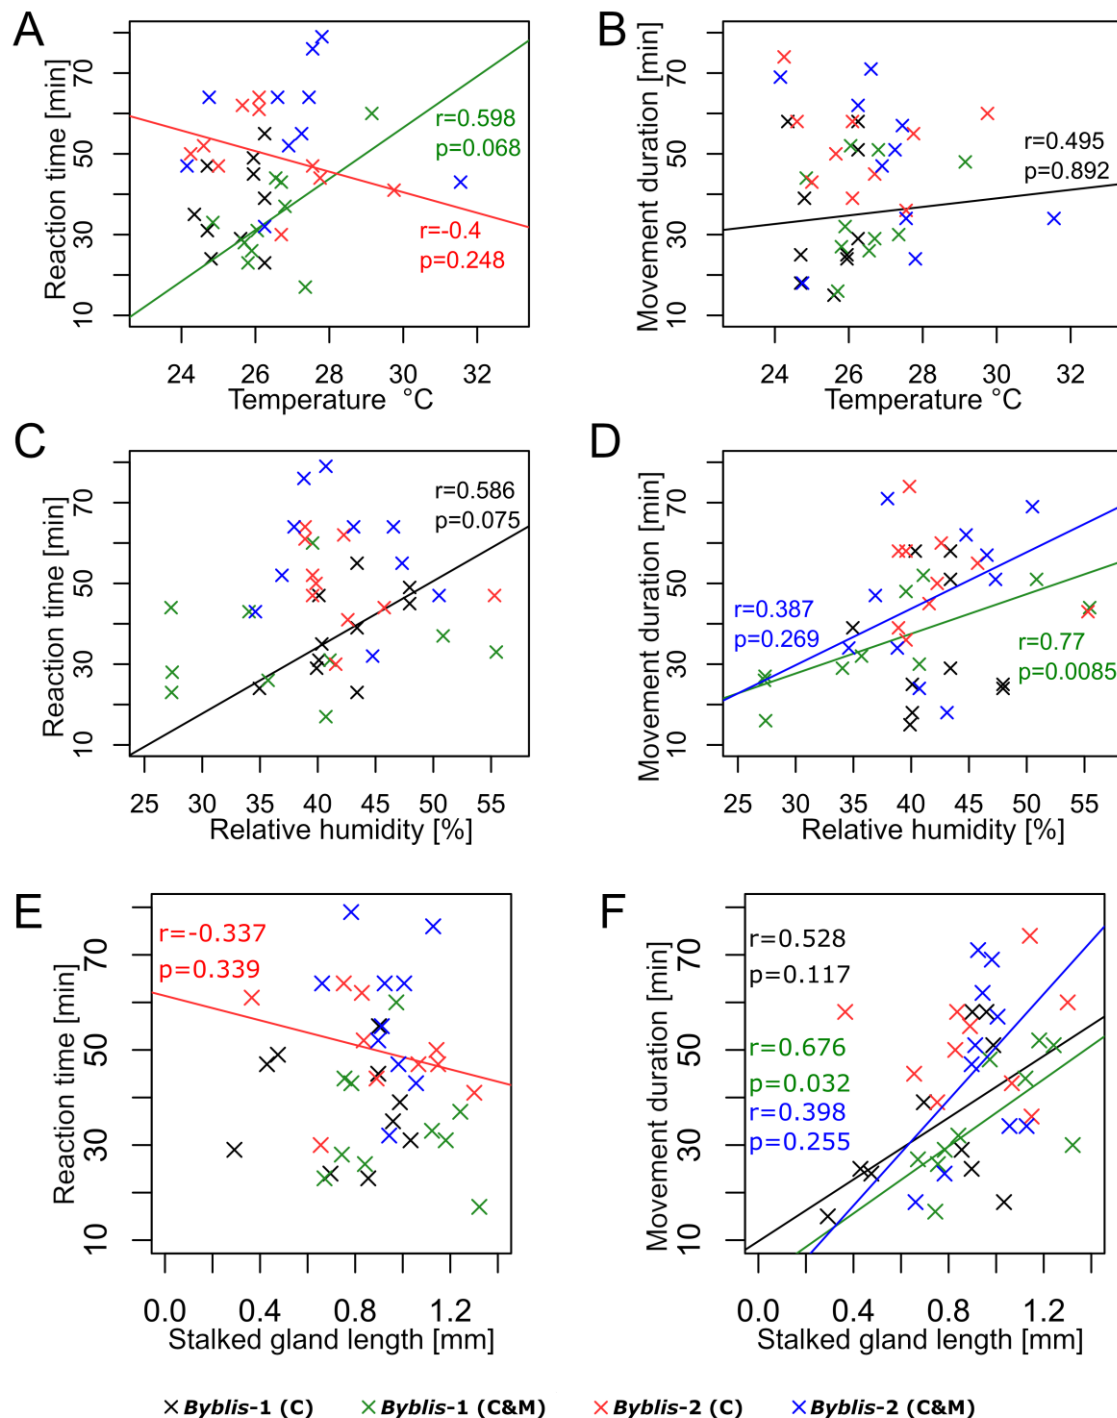 A
Reaction time [min]
10 30 50 70
r=0.598
p=0.068
r=-0.4
p=0.248
24 26 28 30 32
Temperature °C
B
Movement duration [min]
10 30 50 70
r=0.495
p=0.892
24 26 28 30 32
Temperature °C
C
Reaction time [min]
10 30 50 70
r=0.586
p=0.075
25 30 35 40 45 50 55
Relative humidity [%]
D
Movement duration [min]
10 30 50 70
r=0.387
p=0.269
r=0.77
p=0.0085
25 30 35 40 45 50 55
Relative humidity [%]
E
Reaction time [min]
10 30 50 70
r=-0.337
p=0.339
0.0 0.4 0.8 1.2
Stalked gland length [mm]
F
Movement duration [min]
10 30 50 70
r=0.528
p=0.117
r=0.676
p=0.032
r=0.398
p=0.255
0.0 0.4 0.8 1.2
Stalked gland length [mm]
Byblis-1 (C) Byblis-1 (C&M) Byblis-2 (C) Byblis-2 (C&M)